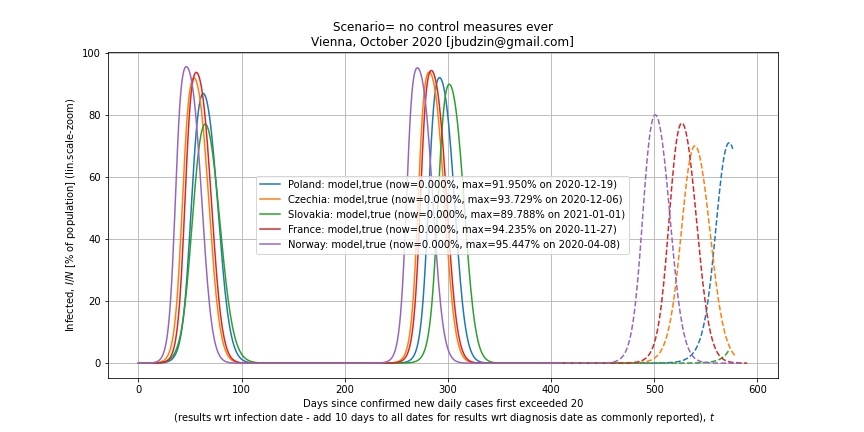 Scenario= no control measures ever
Vienna, October 2020 [jbudzin@gmail.com]
100
80
60
40
20
0
Infected, I/N [% of population] (lin.scale-zoom)
Poland: model,true (now=0.000%, max=91.950% on 2020-12-19)
Czechia: model,true (now=0.000%, max=93.729% on 2020-12-06)
Slovakia: model,true (now=0.000%, max=89.788% on 2021-01-01)
France: model,true (now=0.000%, max=94.235% on 2020-11-27)
Norway: model,true (now=0.000%, max=95.447% on 2020-04-08)
0 100 200 300 400 500 600
Days since confirmed new daily cases first exceeded 20
(results wrt infection date - add 10 days to all dates for results wrt diagnosis date as commonly reported), t